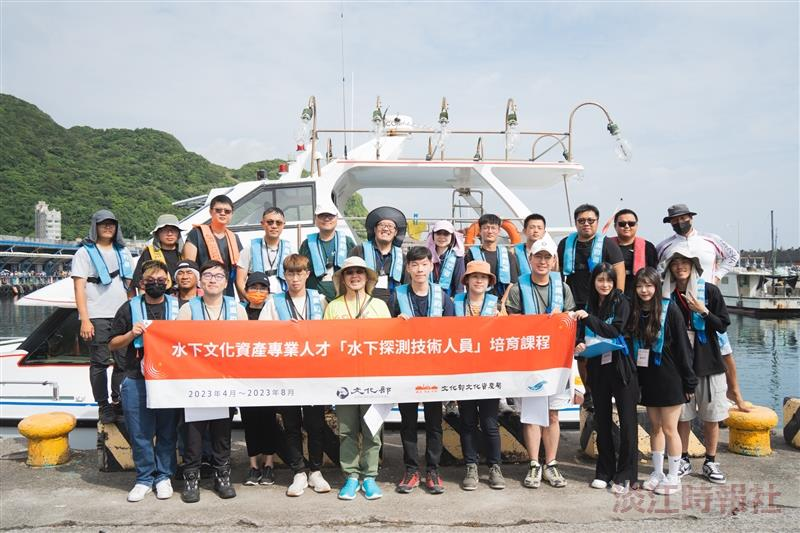 水下文化資產專業人才「水下探測技術人員」培育課程
2023年4月～2023年8月
文化部
文化部文化資產局
淡江時報社